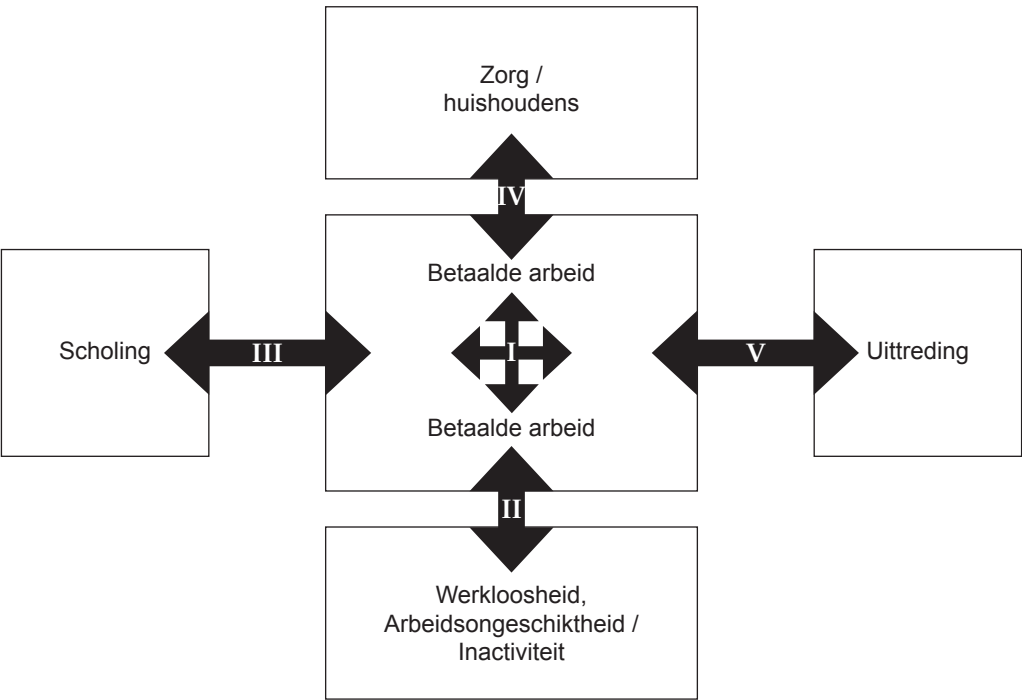 Zorg /
huishoudens
IV
Betaalde arbeid
Scholing
III
I
V
Uittreding
Betaalde arbeid
II
Werkloosheid,
Arbeidsongeschiktheid /
Inactiviteit